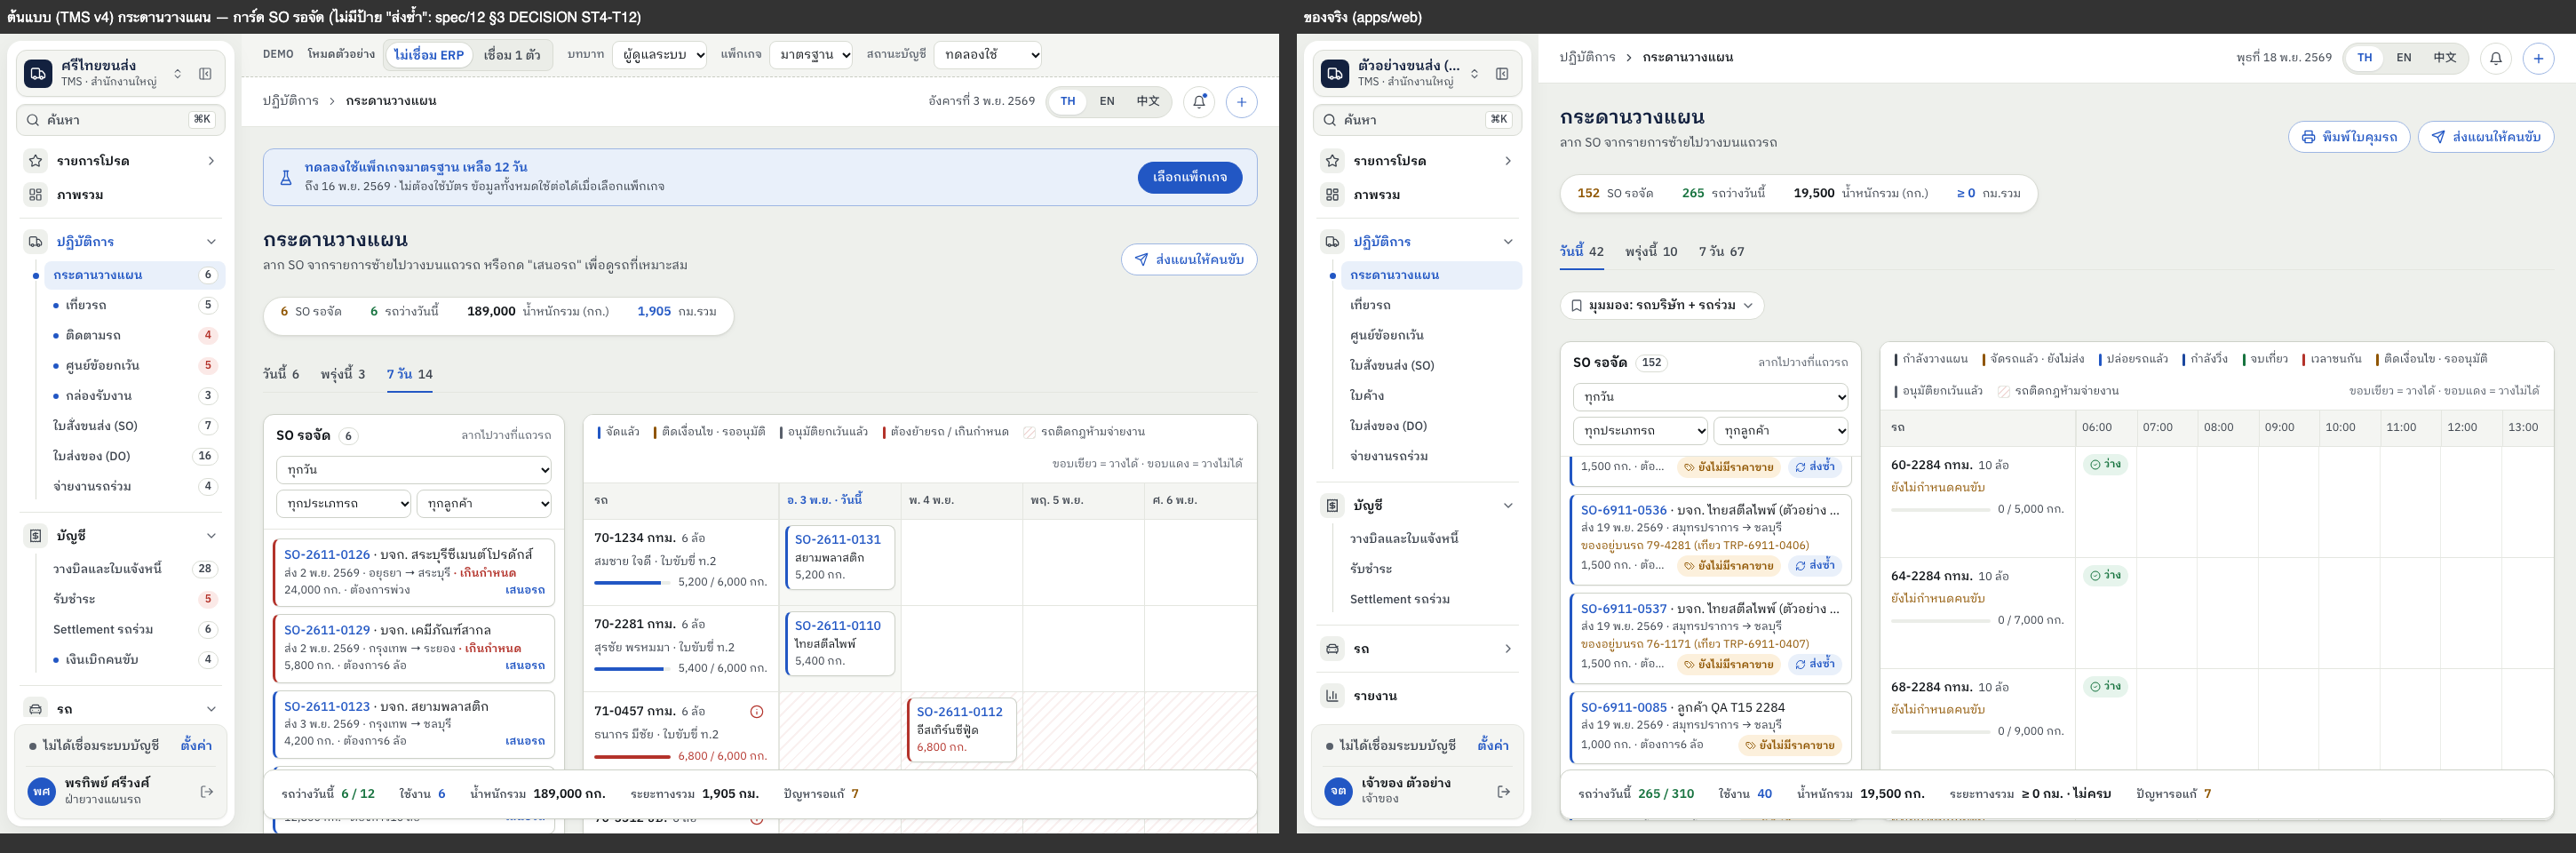 ต้นแบบ (TMS v4) กระดานวางแผน — การ์ด SO รอจัด (ไม่มีป้าย "ส่งซ้ำ": spec/12 §3 DECISION ST4-T12)
ศรีไทยขนส่ง
TMS · สำนักงานใหญ่
ค้นหา ⌘K
รายการโปรด
ภาพรวม
ปฏิบัติการ
กระดานวางแผน 6
เที่ยวรถ 5
ติดตามรถ 4
ศูนย์ข้อยกเว้น 5
กล่องรับงาน 3
ใบสั่งขนส่ง (SO) 7
ใบส่งของ (DO) 16
จ่ายงานรถร่วม 4
บัญชี
วางบิลและใบแจ้งหนี้ 28
รับชำระ 5
Settlement รถร่วม 6
เงินเบิกคนขับ 4
รถ
ไม่ได้เชื่อมระบบบัญชี ตั้งค่า
พศ พรทิพย์ ศรีวงศ์
ฝ่ายวางแผนรถ
DEMO โหมดตัวอย่าง ไม่เชื่อม ERP เชื่อม 1 ตัว บทบาท ผู้ดูแลระบบ แพ็กเกจ มาตรฐาน สถานะบัญชี ทดลองใช้
ปฏิบัติการ > กระดานวางแผน อังคารที่ 3 พ.ย. 2569 TH EN 中文
ทดลองใช้แพ็กเกจมาตรฐาน เหลือ 12 วัน
ถึง 16 พ.ย. 2569 · ไม่ต้องใช้บัตร ข้อมูลทั้งหมดใช้ต่อได้เมื่อเลือกแพ็กเกจ
เลือกแพ็กเกจ
กระดานวางแผน
ลาก SO จากรายการซ้ายไปวางบนแถวรถ หรือกด "เสนอรถ" เพื่อดูรถที่เหมาะสม
ส่งแผนให้คนขับ
6 SO รอจัด 6 รถว่างวันนี้ 189,000 น้ำหนักรวม (กก.) 1,905 กม.รวม
วันนี้ 6 พรุ่งนี้ 3 7 วัน 14
SO รอจัด 6 ลากไปวางที่แถวรถ
ทุกวัน
ทุกประเภทรถ ทุกลูกค้า
SO-2611-0126 · บจก. สระบุรีซีเมนต์โปรดักส์
ส่ง 2 พ.ย. 2569 · อยุธยา → สระบุรี · เกินกำหนด
24,000 กก. · ต้องการพ่วง เสนอรถ
SO-2611-0129 · บจก. เคมีภัณฑ์สากล
ส่ง 2 พ.ย. 2569 · กรุงเทพ → ระยอง · เกินกำหนด
5,800 กก. · ต้องการ6 ล้อ เสนอรถ
SO-2611-0123 · บจก. สยามพลาสติก
ส่ง 3 พ.ย. 2569 · กรุงเทพ → ชลบุรี
4,200 กก. · ต้องการ6 ล้อ เสนอรถ
จัดแล้ว ติดเงื่อนไข · รออนุมัติ อนุมัติยกเว้นแล้ว ต้องย้ายรถ / เกินกำหนด รถติดกฎห้ามจ่ายงาน
ขอบเขียว = วางได้ · ขอบแดง = วางไม่ได้
รถ อ. 3 พ.ย. · วันนี้ พ. 4 พ.ย. พฤ. 5 พ.ย. ศ. 6 พ.ย.
70-1234 กทม. 6 ล้อ
สมชาย ใจดี · ใบขับขี่ ท.2
5,200 / 6,000 กก.
SO-2611-0131
สยามพลาสติก
5,200 กก.
70-2281 กทม. 6 ล้อ
สุรชัย พรหมมา · ใบขับขี่ ท.2
5,400 / 6,000 กก.
SO-2611-0110
ไทยสตีลไพพ์
5,400 กก.
71-0457 กทม. 6 ล้อ
ธนากร มีชัย · ใบขับขี่ ท.2
6,800 / 6,000 กก.
SO-2611-0112
อีสเทิร์นซีฟู้ด
6,800 กก.
รถว่างวันนี้ 6 / 12 ใช้งาน 6 น้ำหนักรวม 189,000 กก. ระยะทางรวม 1,905 กม. ปัญหารอแก้ 7
ของจริง (apps/web)
ตัวอย่างขนส่ง (...
TMS · สำนักงานใหญ่
ค้นหา ⌘K
รายการโปรด
ภาพรวม
ปฏิบัติการ
กระดานวางแผน
เที่ยวรถ
ศูนย์ข้อยกเว้น
ใบสั่งขนส่ง (SO)
ใบค้าง
ใบส่งของ (DO)
จ่ายงานรถร่วม
บัญชี
วางบิลและใบแจ้งหนี้
รับชำระ
Settlement รถร่วม
รถ
รายงาน
ไม่ได้เชื่อมระบบบัญชี ตั้งค่า
จต เจ้าของ ตัวอย่าง
เจ้าของ
ปฏิบัติการ > กระดานวางแผน พุธที่ 18 พ.ย. 2569 TH EN 中文
กระดานวางแผน
ลาก SO จากรายการซ้ายไปวางบนแถวรถ
พิมพ์ใบคุมรถ ส่งแผนให้คนขับ
152 SO รอจัด 265 รถว่างวันนี้ 19,500 น้ำหนักรวม (กก.) ≥ 0 กม.รวม
วันนี้ 42 พรุ่งนี้ 10 7 วัน 67
มุมมอง: รถบริษัท + รถร่วม
SO รอจัด 152 ลากไปวางที่แถวรถ
ทุกวัน
ทุกประเภทรถ ทุกลูกค้า
1,500 กก. · ต้อ... ยังไม่มีราคาขาย ส่งซ้ำ
SO-6911-0536 · บจก. ไทยสตีลไพพ์ (ตัวอย่าง ...
ส่ง 19 พ.ย. 2569 · สมุทรปราการ → ชลบุรี
ของอยู่บนรถ 79-4281 (เที่ยว TRP-6911-0406)
1,500 กก. · ต้อ... ยังไม่มีราคาขาย ส่งซ้ำ
SO-6911-0537 · บจก. ไทยสตีลไพพ์ (ตัวอย่าง ...
ส่ง 19 พ.ย. 2569 · สมุทรปราการ → ชลบุรี
ของอยู่บนรถ 76-1171 (เที่ยว TRP-6911-0407)
1,500 กก. · ต้อ... ยังไม่มีราคาขาย ส่งซ้ำ
SO-6911-0085 · ลูกค้า QA T15 2284
ส่ง 19 พ.ย. 2569 · สมุทรปราการ → ชลบุรี
1,000 กก. · ต้องการ6 ล้อ ยังไม่มีราคาขาย
กำลังวางแผน จัดรถแล้ว · ยังไม่ส่ง ปล่อยรถแล้ว กำลังวิ่ง จบเที่ยว เวลาชนกัน ติดเงื่อนไข · รออนุมัติ
อนุมัติยกเว้นแล้ว รถติดกฎห้ามจ่ายงาน ขอบเขียว = วางได้ · ขอบแดง = วางไม่ได้
รถ 06:00 07:00 08:00 09:00 10:00 11:00 12:00 13:00
60-2284 กทม. 10 ล้อ ว่าง
ยังไม่กำหนดคนขับ
0 / 5,000 กก.
64-2284 กทม. 10 ล้อ ว่าง
ยังไม่กำหนดคนขับ
0 / 7,000 กก.
68-2284 กทม. 10 ล้อ ว่าง
ยังไม่กำหนดคนขับ
0 / 9,000 กก.
รถว่างวันนี้ 265 / 310 ใช้งาน 40 น้ำหนักรวม 19,500 กก. ระยะทางรวม ≥ 0 กม. · ไม่ครบ ปัญหารอแก้ 7